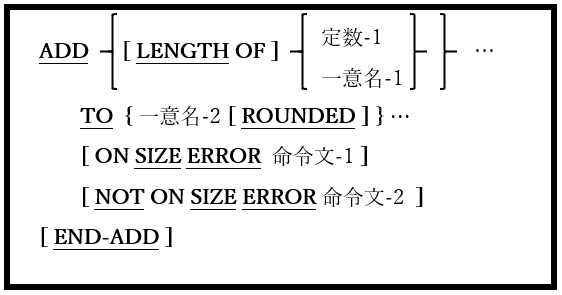 ADD [ LENGTH OF ] 定数-1 …
一意名-1
TO { 一意名-2 [ ROUNDED ] } …
[ ON SIZE ERROR 命令文-1 ]
[ NOT ON SIZE ERROR 命令文-2 ]
[ END-ADD ]